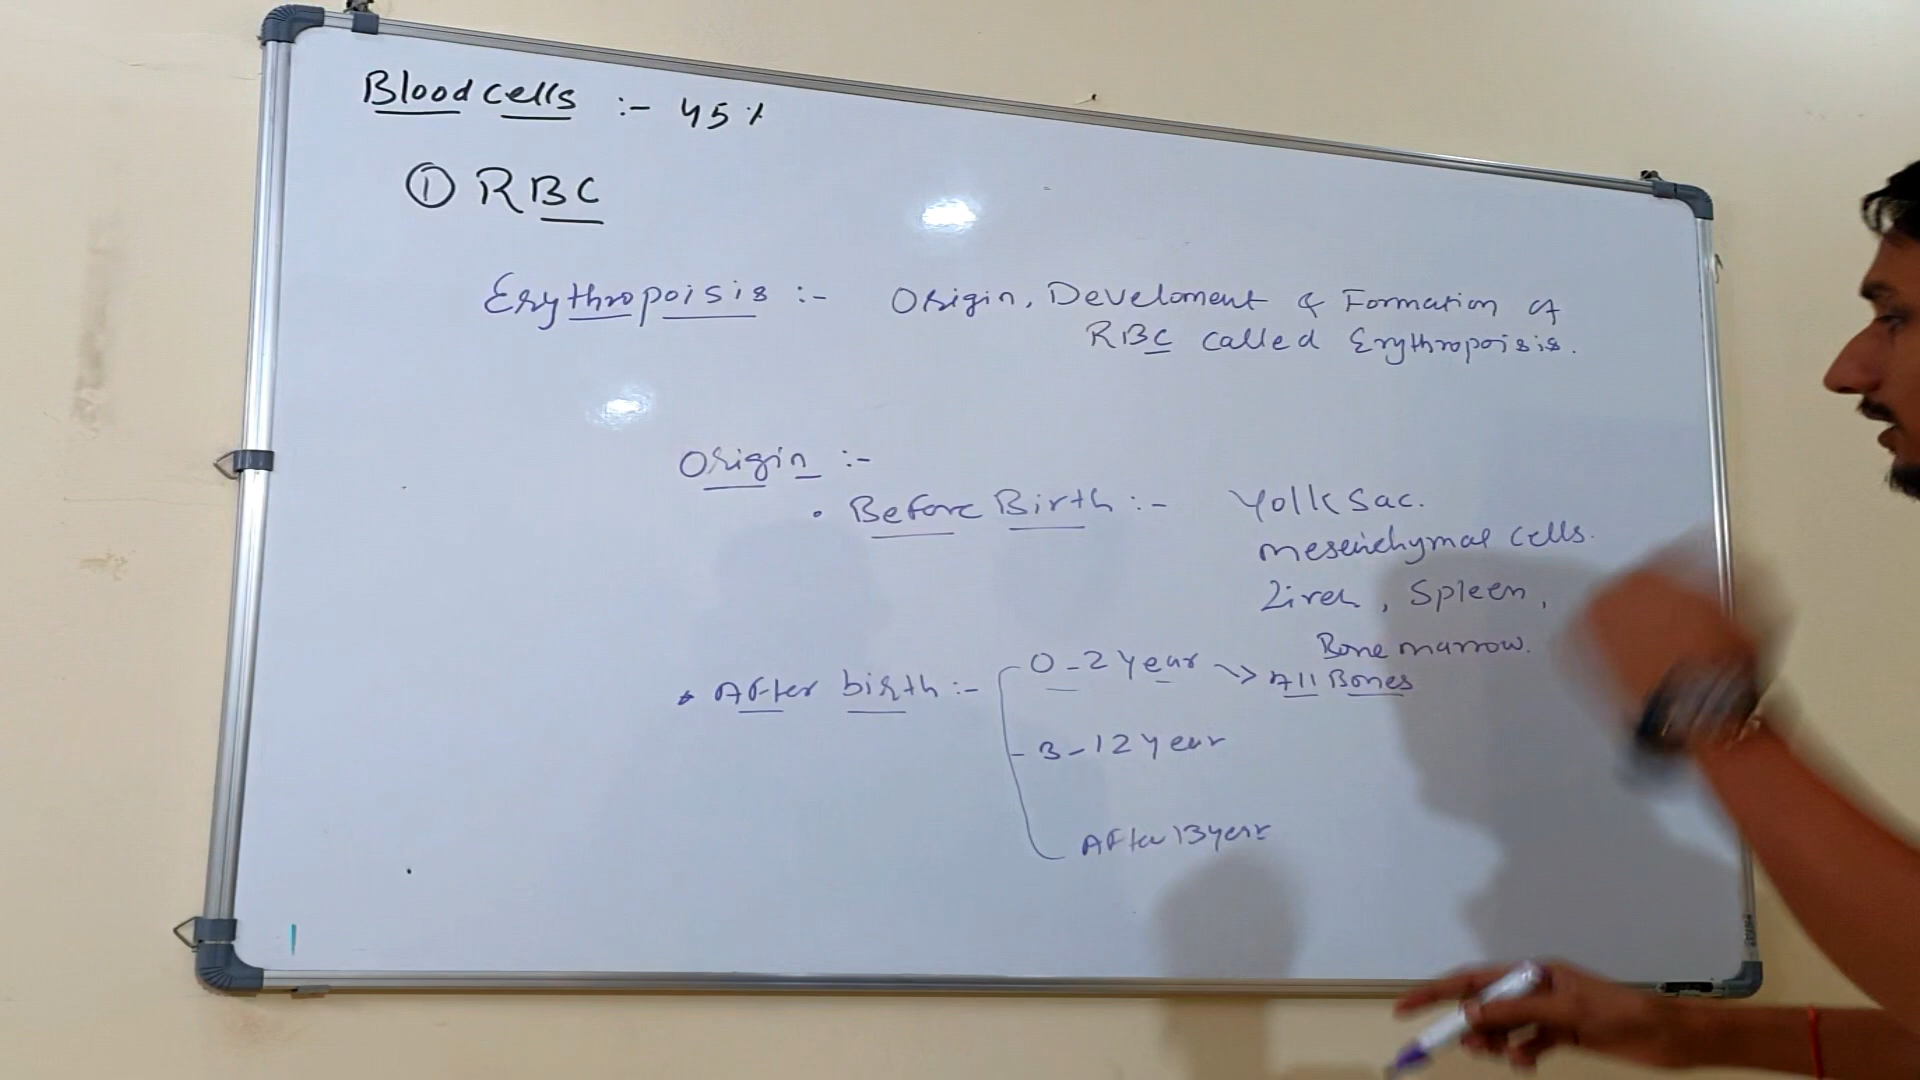 Blood cells :- 45%
① RBC
Erythropoisis :- Origin, Develoment & Formation of
RBC called Erythropoisis.
Origin :-
• Before Birth :- Yolk Sac.
mesenchymal cells.
Liver, Spleen,
Bone marrow.
• After birth :- 0-2 year → All Bones
3-12 year
After 13 year